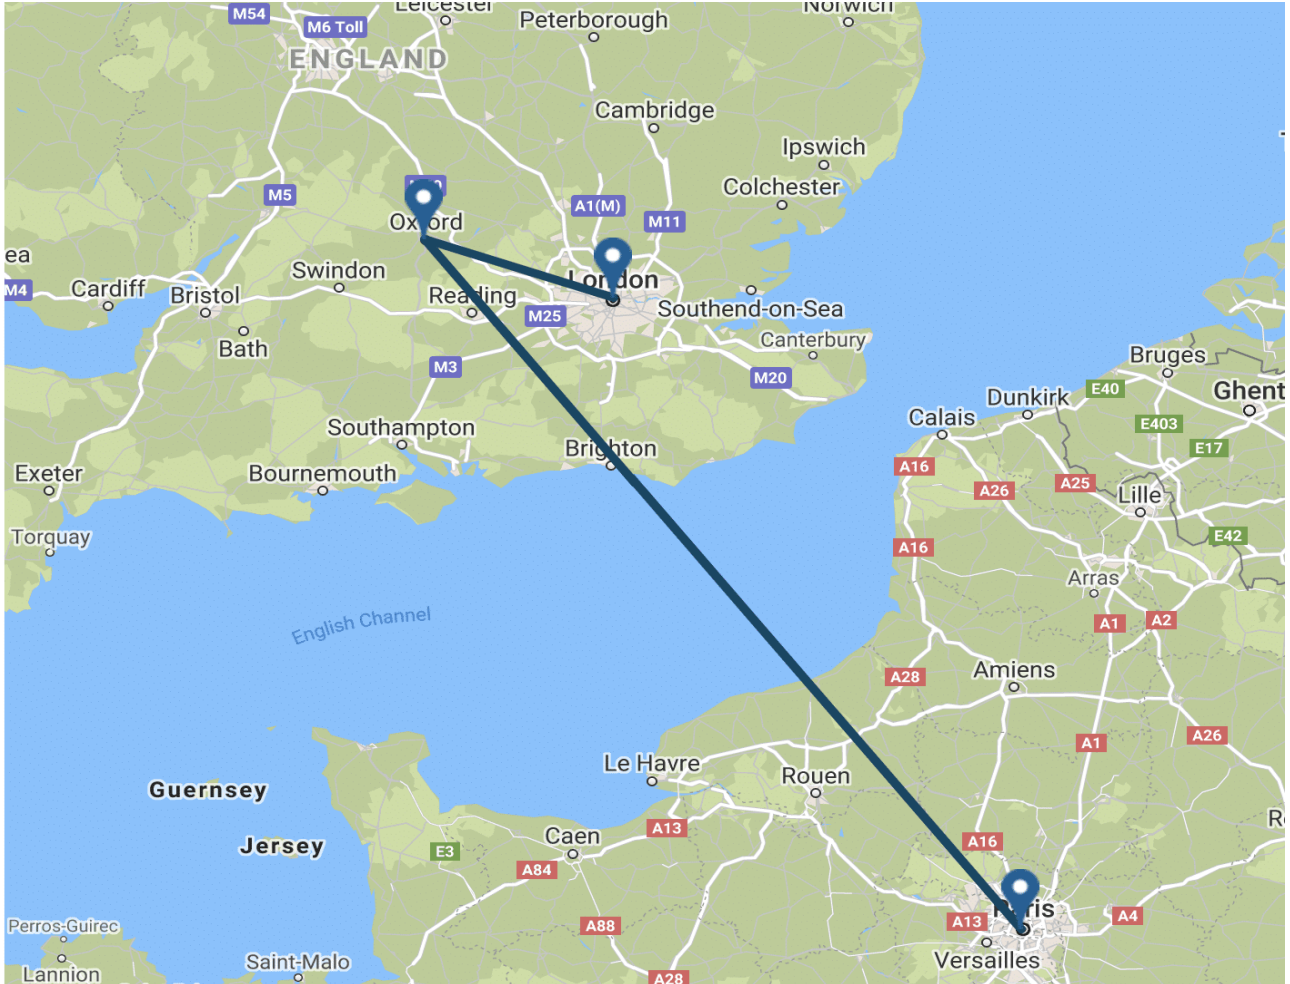 M54
Leicester
Norwich
M6 Toll
Peterborough
ENGLAND
Cambridge
Ipswich
M5
Colchester
A1(M)
M11
Oxford
ea
Swindon
London
M4
Cardiff
Bristol
Reading
M25
Southend-on-Sea
Canterbury
Bath
M3
M20
Bruges
E40
Ghent
Dunkirk
Calais
E403
Southampton
Brighton
E17
A16
Exeter
Bournemouth
A26
A25
Lille
Torquay
E42
A16
Arras
English Channel
A1
A2
Amiens
A28
A1
A26
Le Havre
Rouen
Guernsey
Caen
A13
R
Jersey
E3
A16
A84
Paris
A4
A13
Perros-Guirec
A88
Versailles
Saint-Malo
Lannion
A28